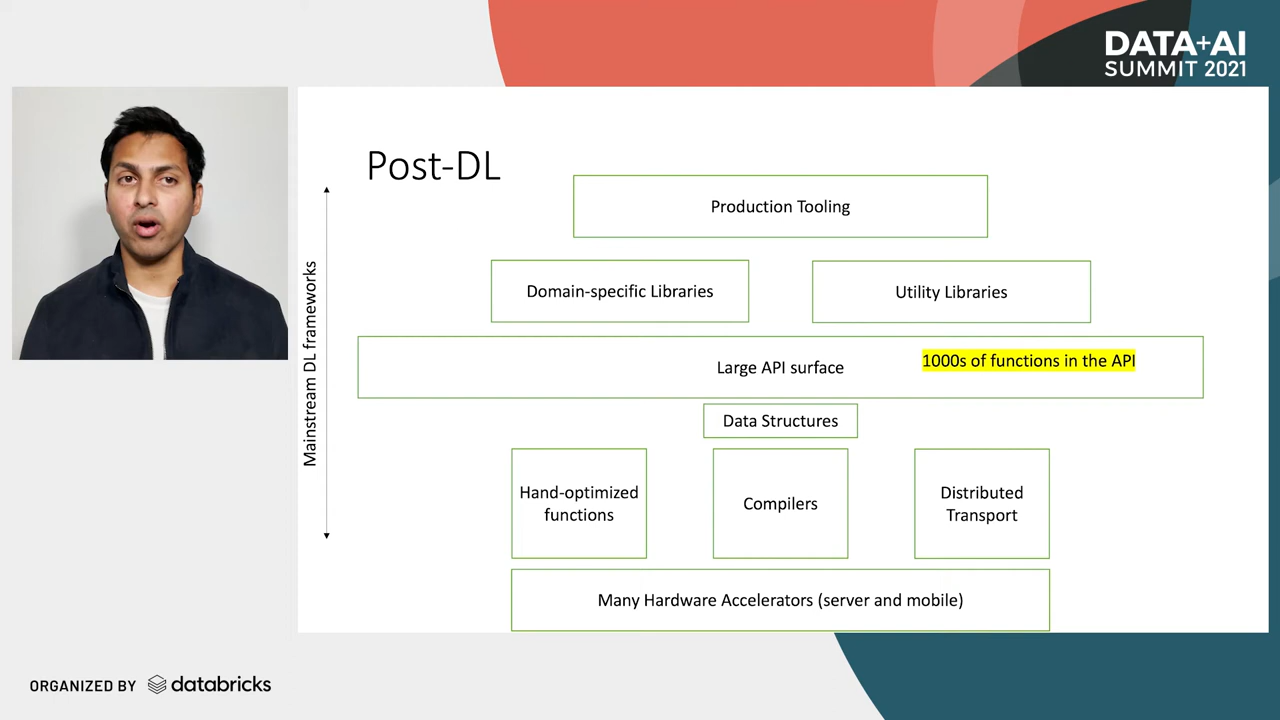 DATA+AI
SUMMIT 2021
Post-DL
Mainstream DL frameworks
Production Tooling
Domain-specific Libraries
Utility Libraries
Large API surface
1000s of functions in the API
Data Structures
Hand-optimized
functions
Compilers
Distributed
Transport
Many Hardware Accelerators (server and mobile)
ORGANIZED BY databricks